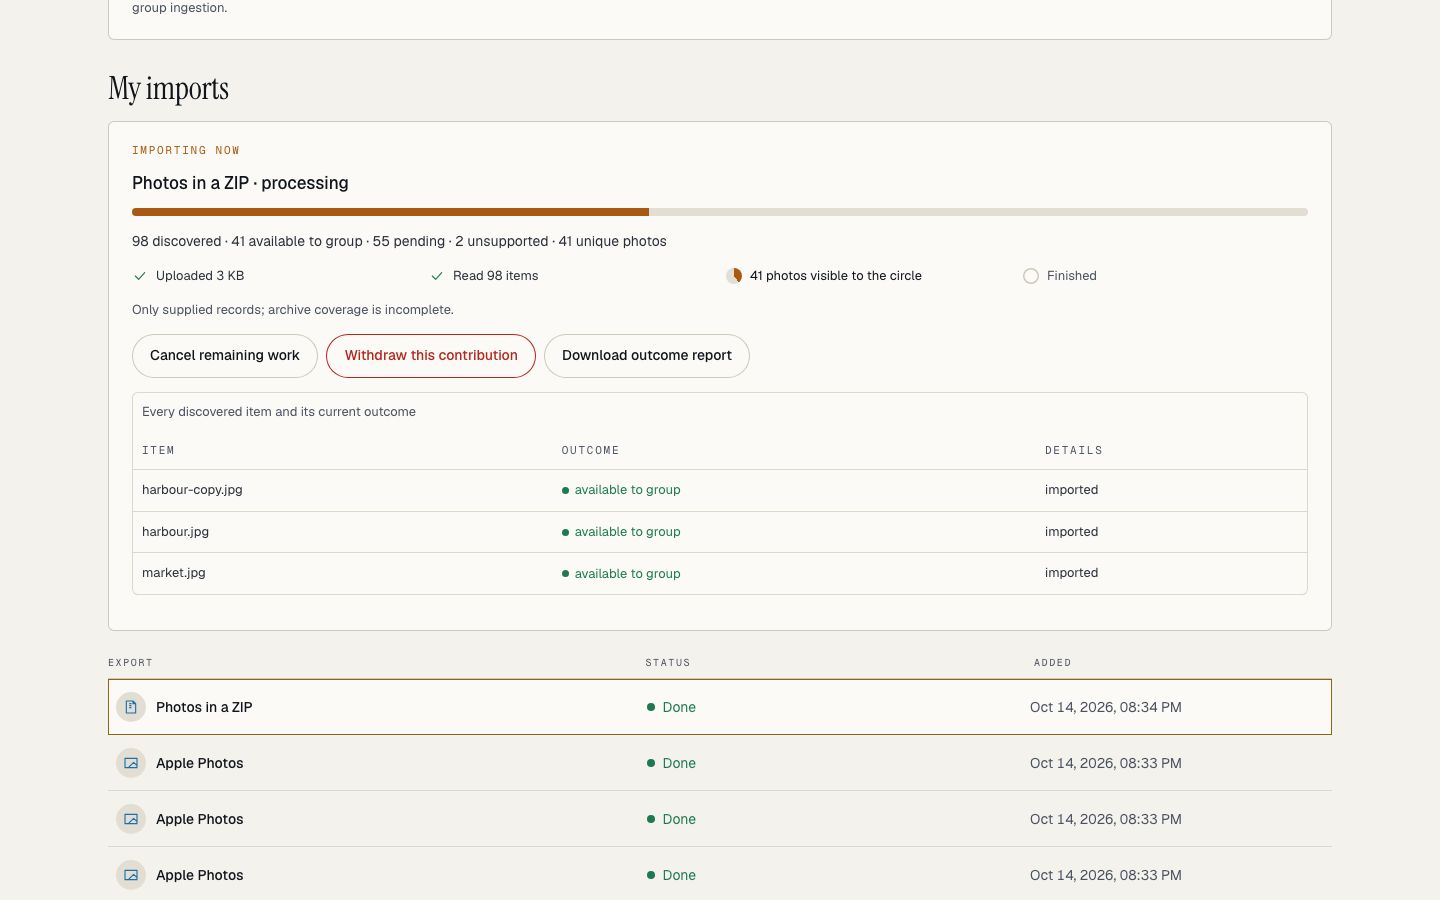 group ingestion.
My imports
IMPORTING NOW
Photos in a ZIP · processing
98 discovered · 41 available to group · 55 pending · 2 unsupported · 41 unique photos
Uploaded 3 KB
Read 98 items
41 photos visible to the circle
Finished
Only supplied records; archive coverage is incomplete.
Cancel remaining work
Withdraw this contribution
Download outcome report
Every discovered item and its current outcome
ITEM OUTCOME DETAILS
harbour-copy.jpg available to group imported
harbour.jpg available to group imported
market.jpg available to group imported
EXPORT STATUS ADDED
Photos in a ZIP Done Oct 14, 2026, 08:34 PM
Apple Photos Done Oct 14, 2026, 08:33 PM
Apple Photos Done Oct 14, 2026, 08:33 PM
Apple Photos Done Oct 14, 2026, 08:33 PM